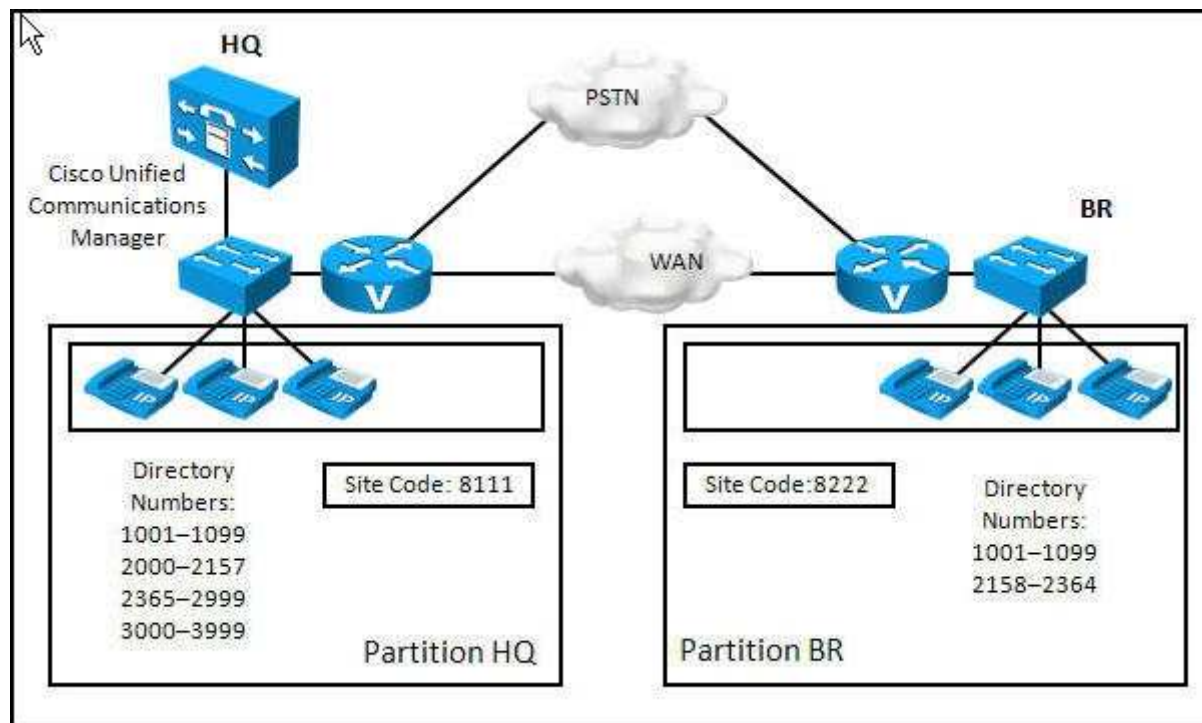 HQ
PSTN
Cisco Unified
Communications
Manager
BR
WAN
V
V
IP
IP
IP
IP
IP
IP
Directory
Numbers:
1001–1099
2000–2157
2365–2999
3000–3999
Site Code: 8111
Site Code:8222
Directory
Numbers:
1001–1099
2158–2364
Partition HQ
Partition BR